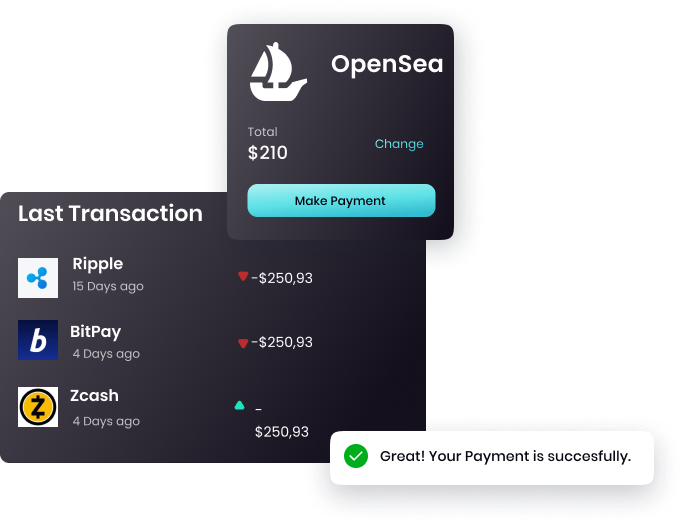 OpenSea
Total
$210
Change
Make Payment
Last Transaction
Ripple
15 Days ago
-$250,93
b
BitPay
4 Days ago
-$250,93
Zcash
4 Days ago
-
$250,93
Great! Your Payment is succesfully.